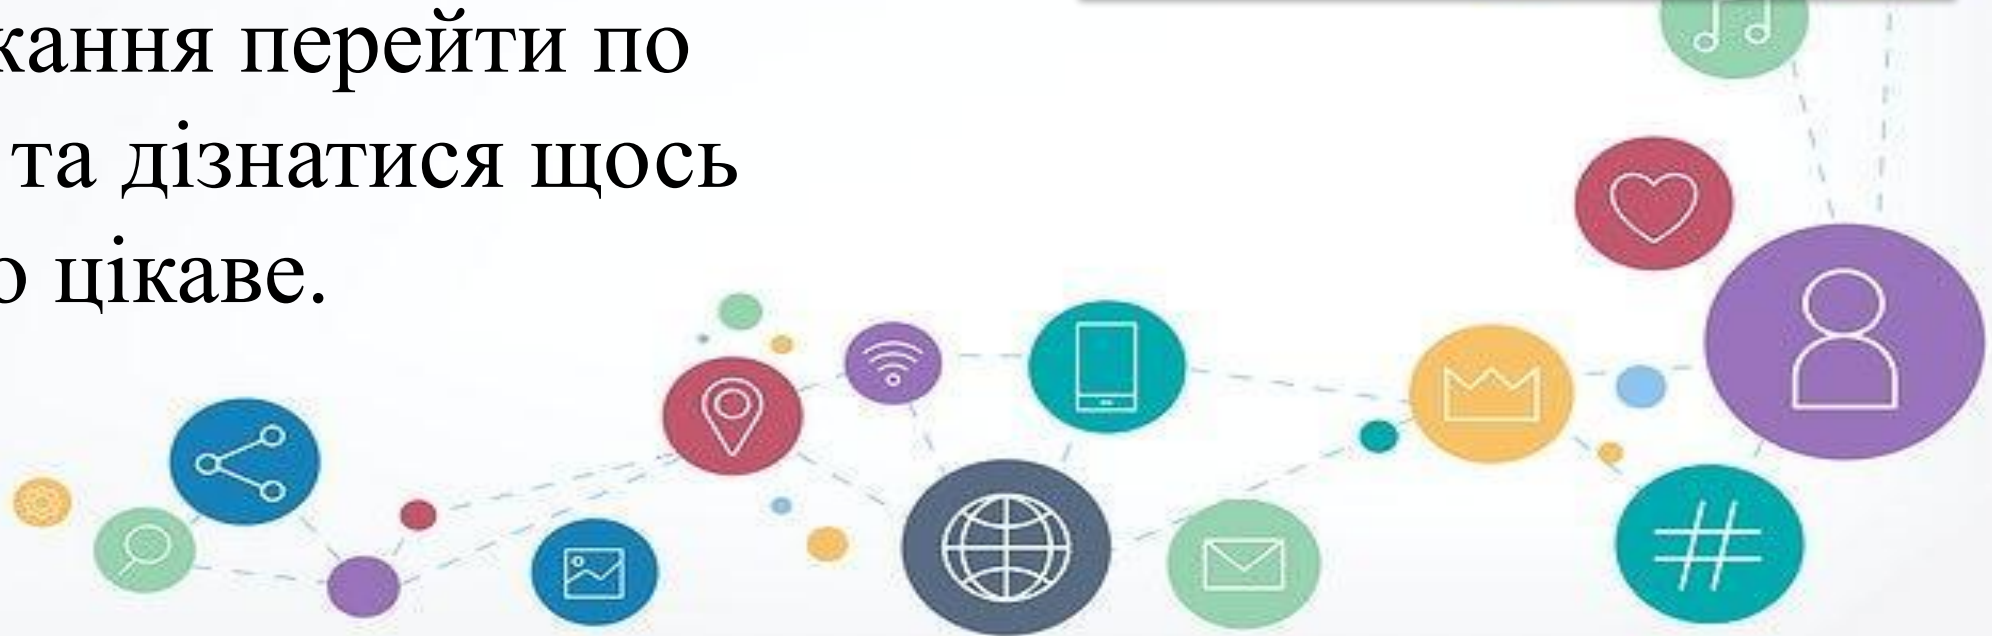 кання перейти по
та дізнатися щось
о цікаве.